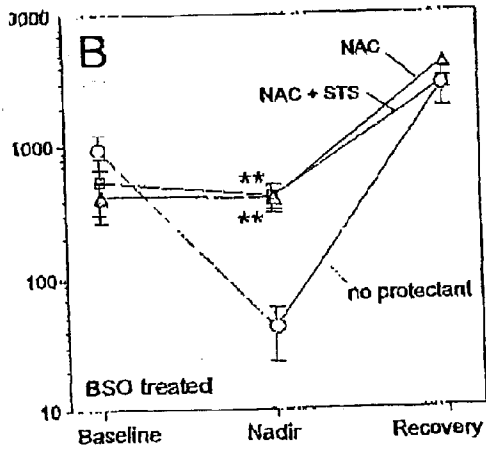 B
NAC
NAC + STS
1000
**
**
100
no protectant
BSO treated
10
Baseline
Nadir
Recovery